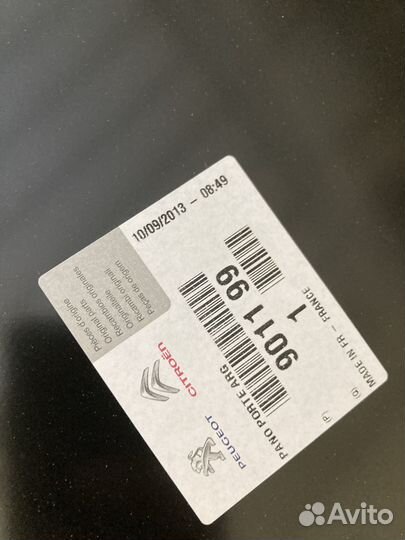 PEUGEOT
CITROËN
Pièces d'origine
Original parts
Recambios originales
Originalteile
Ricambi originali
Peças de origem
PANO PORTE ARG
9011 99
1
10/09/2013 - 08:49
(P)
(Q)
MADE IN FR - FRANCE
Avito